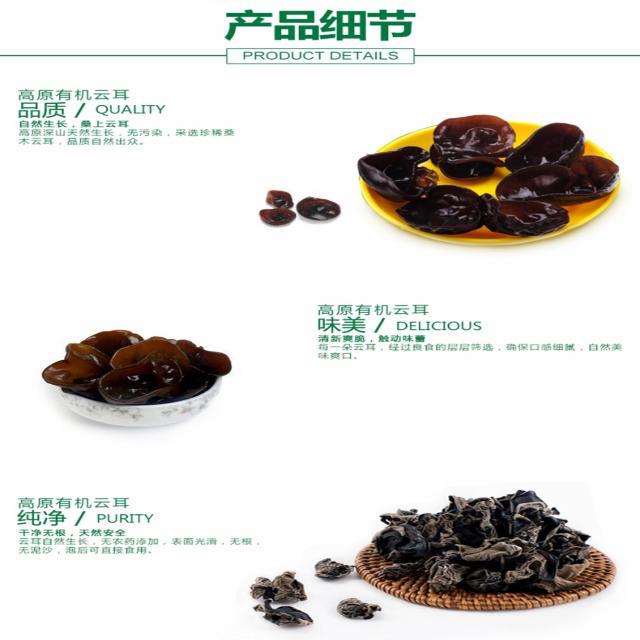 产品细节
PRODUCT DETAILS
高原有机云耳
品质 / QUALITY
自然生长，桑上云耳
高原深山天然生长，无污染，采选珍稀桑
木云耳，品质自然出众。
高原有机云耳
味美 / DELICIOUS
清新爽脆，触动味蕾
每一朵云耳，经过良食的层层筛选，确保口感细腻，自然美
味爽口。
高原有机云耳
纯净 / PURITY
干净无根，天然安全
云耳自然生长，无农药添加，表面光滑，无根，
无泥沙，泡后可直接食用。